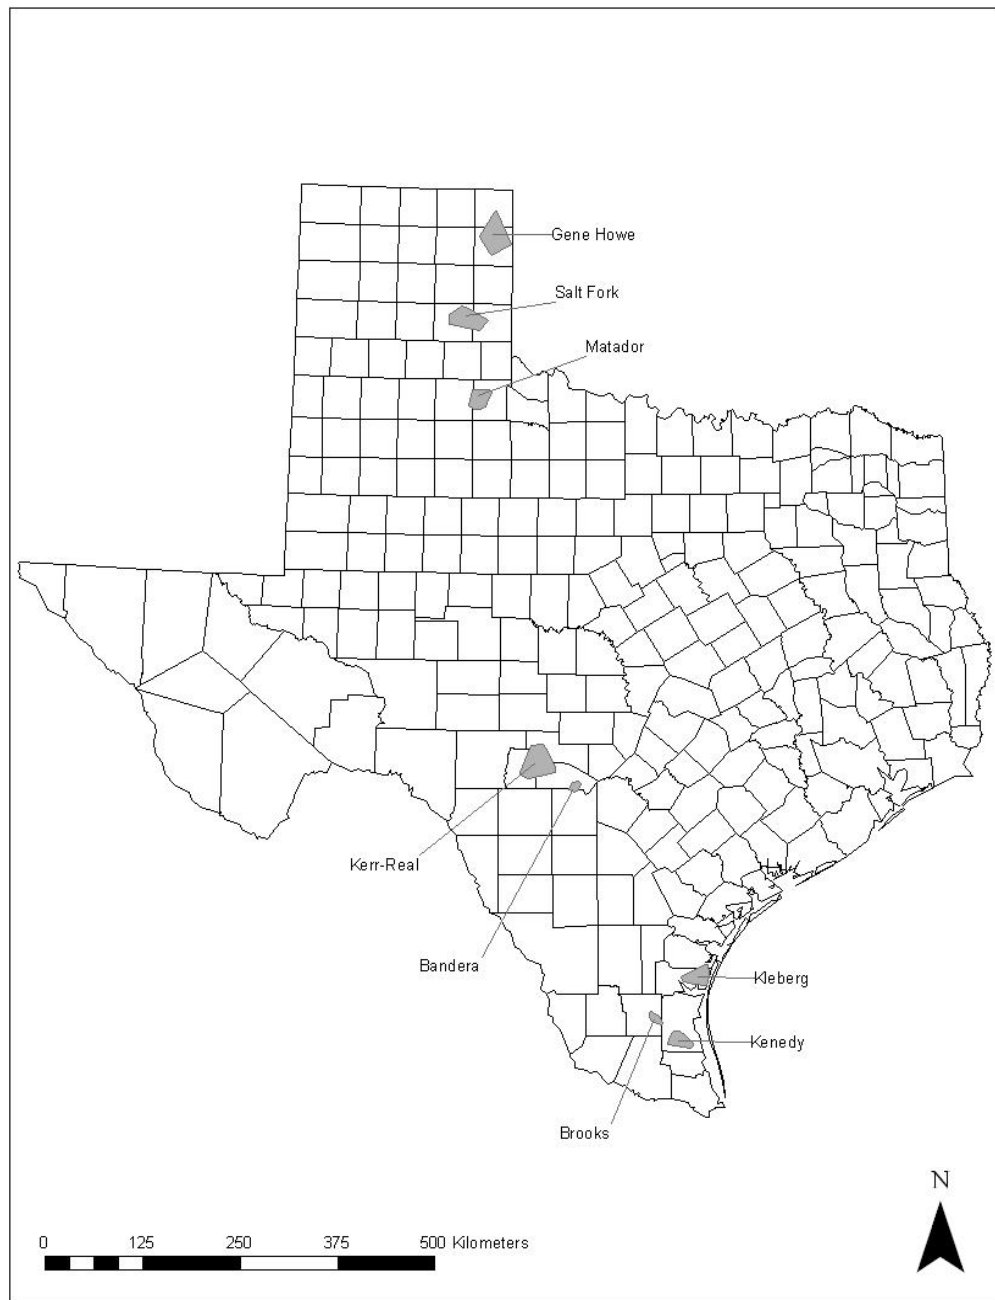 Gene Howe
Salt Fork
Matador
Kerr-Real
Bandera
Kleberg
Kenedy
Brooks
N
0 125 250 375 500 Kilometers